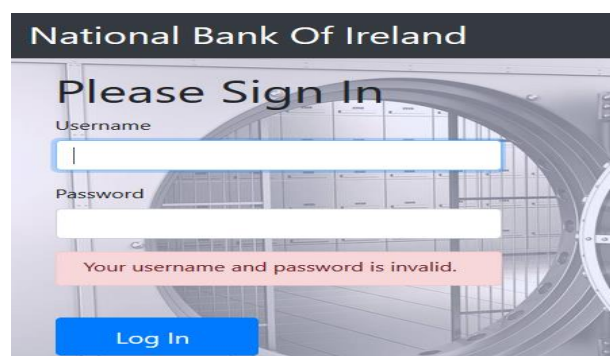 National Bank Of Ireland
Please Sign In
Username
Password
Your username and password is invalid.
Log In